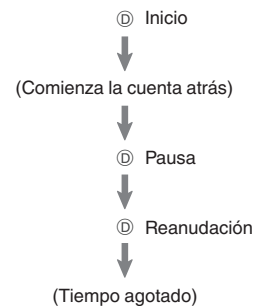 Ⓓ Inicio
(Comienza la cuenta atrás)
Ⓓ Pausa
Ⓓ Reanudación
(Tiempo agotado)